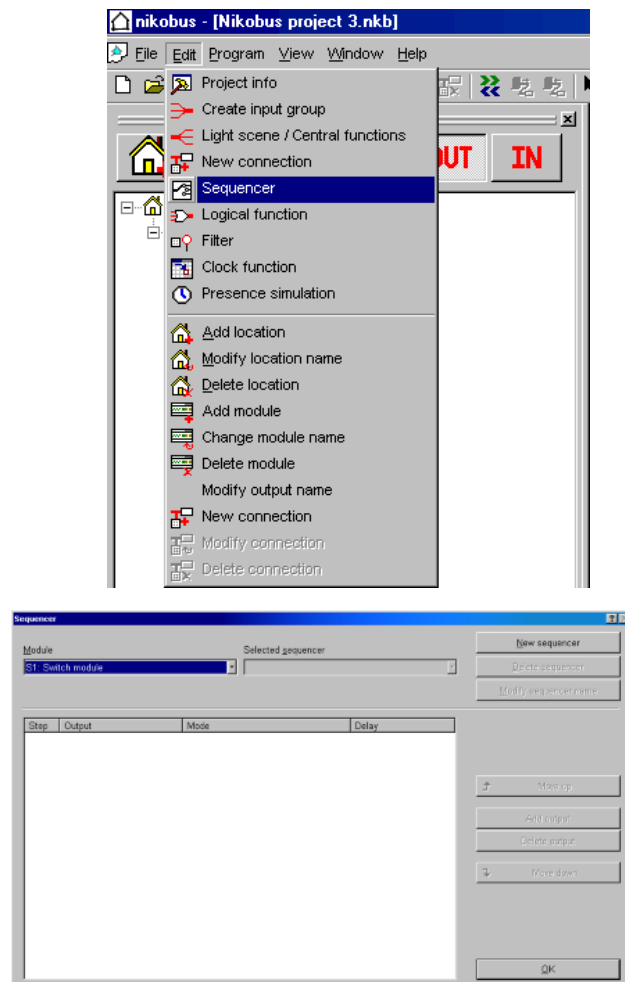 nikobus - [Nikobus project 3.nkb]
File Edit Program View Window Help
Project info
Create input group
Light scene / Central functions
New connection
OUT IN
Sequencer
Logical function
Filter
Clock function
Presence simulation
Add location
Modify location name
Delete location
Add module
Change module name
Delete module
Modify output name
New connection
Modify connection
Delete connection
Sequencer
Module
Selected sequencer
New sequencer
S1: Switch module
Delete sequencer
Modify sequencer name
Step Output Mode Delay
Move up
Add output
Delete output
Move down
OK